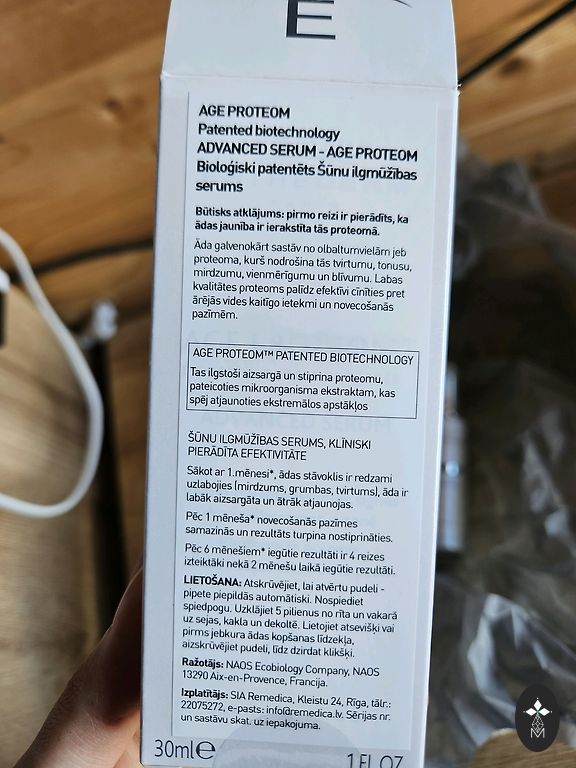 E
AGE PROTEOM
Patented biotechnology
ADVANCED SERUM - AGE PROTEOM
Bioloģiski patentēts Šūnu ilgmūžības
serums
Būtisks atklājums: pirmo reizi ir pierādīts, ka
ādas jaunība ir ierakstīta tās proteomā.
Āda galvenokārt sastāv no olbaltumvielām jeb
proteoma, kurš nodrošina tās tvirtumu, tonusu,
mirdzumu, vienmērīgumu un blīvumu. Labas
kvalitātes proteoms palīdz efektīvi cīnīties pret
ārējās vides kaitīgo ietekmi un novecošanās
pazīmēm.
AGE PROTEOM™ PATENTED BIOTECHNOLOGY
Tas ilgstoši aizsargā un stiprina proteomu,
pateicoties mikroorganisma ekstraktam, kas
spēj atjaunoties ekstremālos apstākļos
ŠŪNU ILGMŪŽĪBAS SERUMS, KLĪNISKI
PIERĀDĪTA EFEKTIVITĀTE
Sākot ar 1.mēnesi*, ādas stāvoklis ir redzami
uzlabojies (mirdzums, grumbas, tvirtums), āda ir
labāk aizsargāta un ātrāk atjaunojas.
Pēc 1 mēneša* novecošanās pazīmes
samazinās un rezultāts turpina nostiprināties.
Pēc 6 mēnešiem* iegūtie rezultāti ir 4 reizes
izteiktāki nekā 2 mēnešu laikā iegūtie rezultāti.
LIETOŠANA: Atskrūvējiet, lai atvērtu pudeli -
pipete piepildās automātiski. Nospiediet
spiedpogu. Uzklājiet 5 pilienus no rīta un vakarā
uz sejas, kakla un dekoltē. Lietojiet atsevišķi vai
pirms jebkura ādas kopšanas līdzekļa,
aizskrūvējiet pudeli, līdz dzirdat klikšķi.
Ražotājs: NAOS Ecobiology Company, NAOS
13290 Aix-en-Provence, Francija.
Izplatītājs: SIA Remedica, Kleistu 24, Rīga, tālr.:
22075272, e-pasts: info@remedica.lv. Sērijas nr.
un sastāvu skat. uz iepakojuma.
30ml℮
1 FL OZ
M